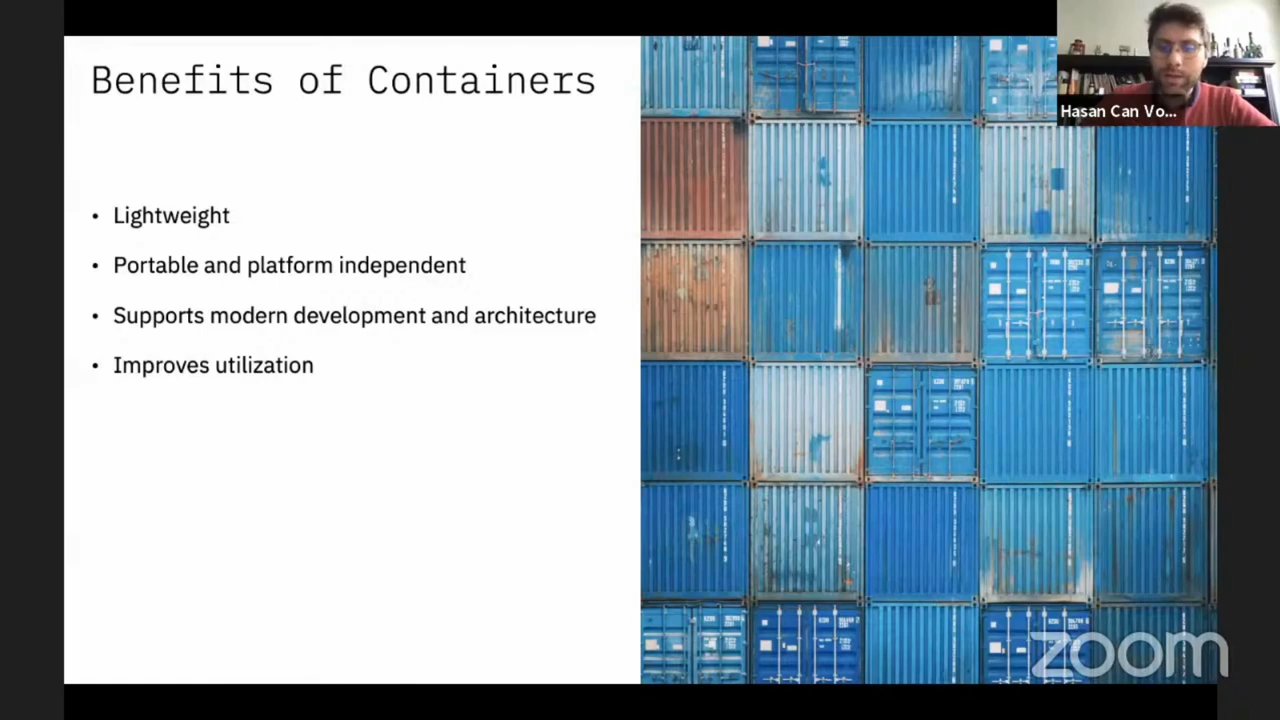 Benefits of Containers
Hasan Can Vo...
• Lightweight
• Portable and platform independent
• Supports modern development and architecture
• Improves utilization
zoom